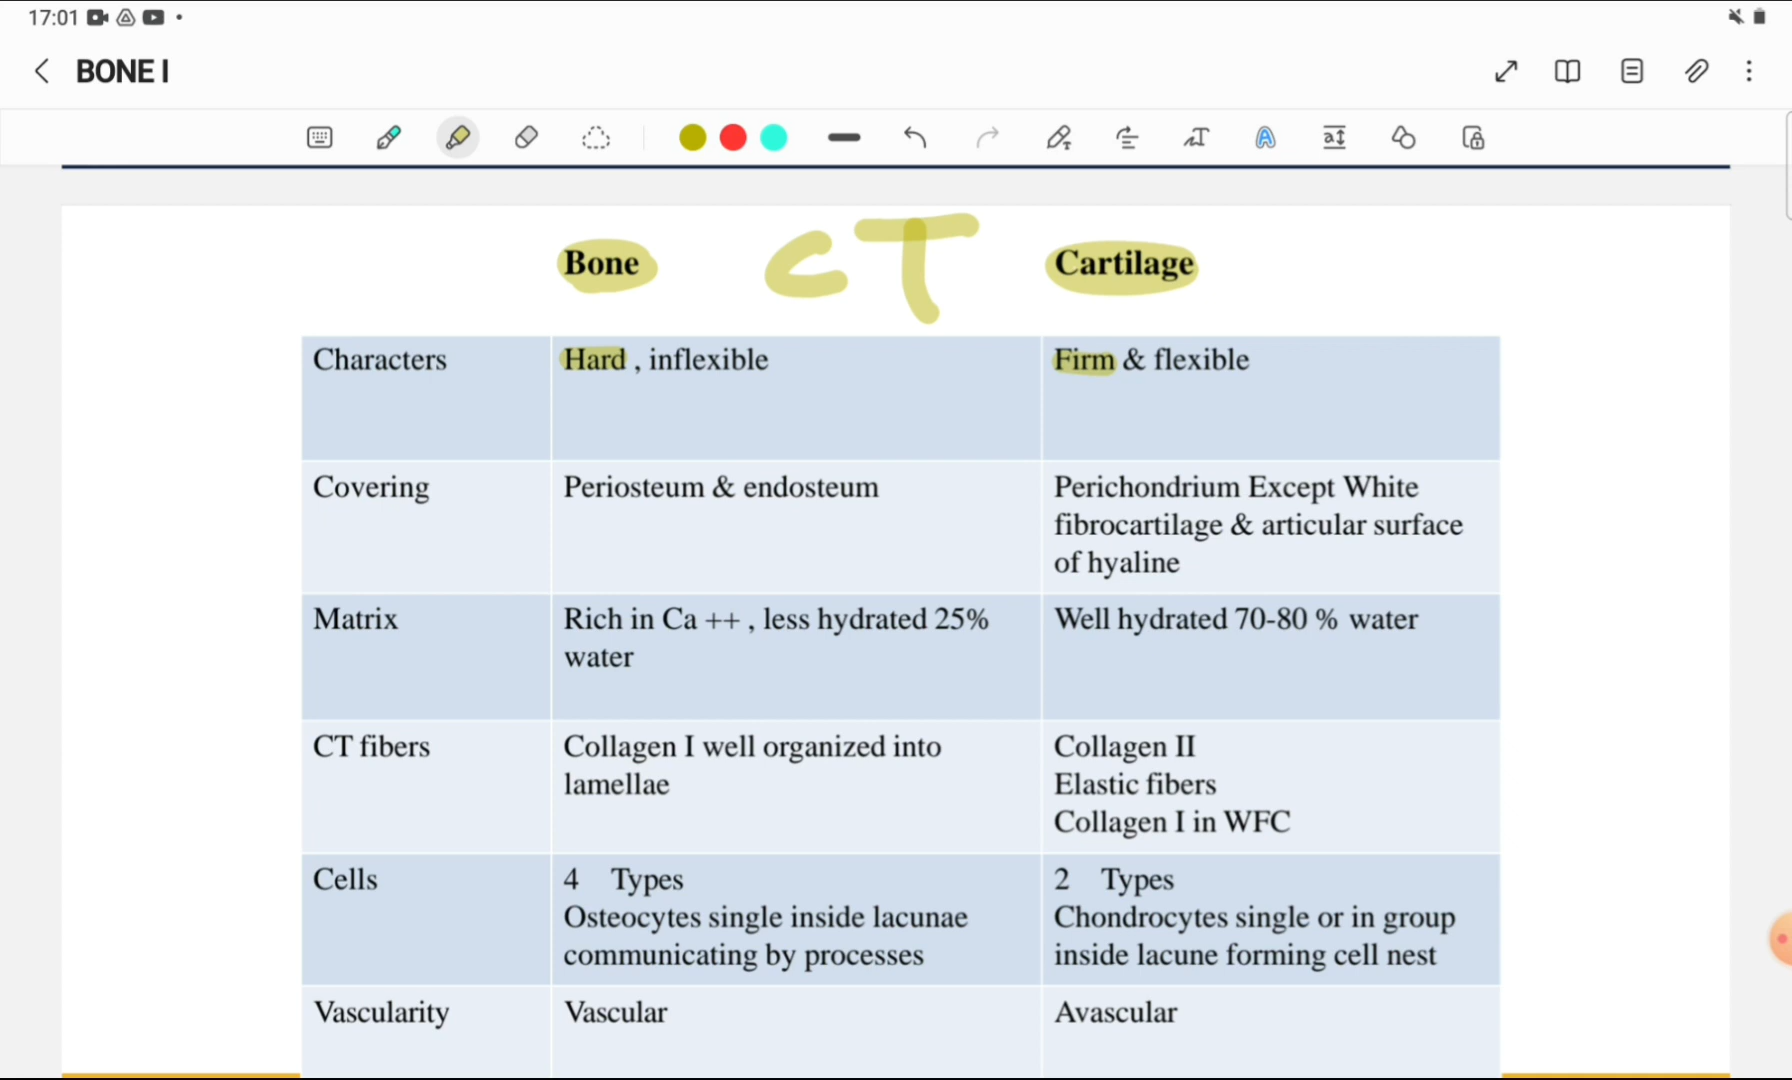 17:01
BONE I
Bone CT Cartilage
Characters
Hard , inflexible
Firm & flexible
Covering
Periosteum & endosteum
Perichondrium Except White
fibrocartilage & articular surface
of hyaline
Matrix
Rich in Ca ++ , less hydrated 25%
water
Well hydrated 70-80 % water
CT fibers
Collagen I well organized into
lamellae
Collagen II
Elastic fibers
Collagen I in WFC
Cells
4 Types
Osteocytes single inside lacunae
communicating by processes
2 Types
Chondrocytes single or in group
inside lacune forming cell nest
Vascularity
Vascular
Avascular